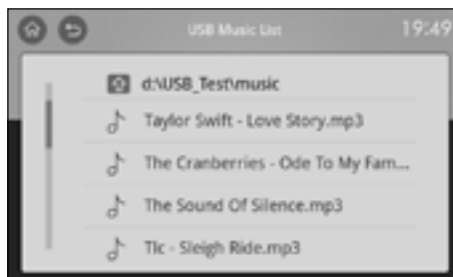 USB Music List 19:49
d:\USB_Test\music
Taylor Swift - Love Story.mp3
The Cranberries - Ode To My Fam...
The Sound Of Silence.mp3
Tlc - Sleigh Ride.mp3